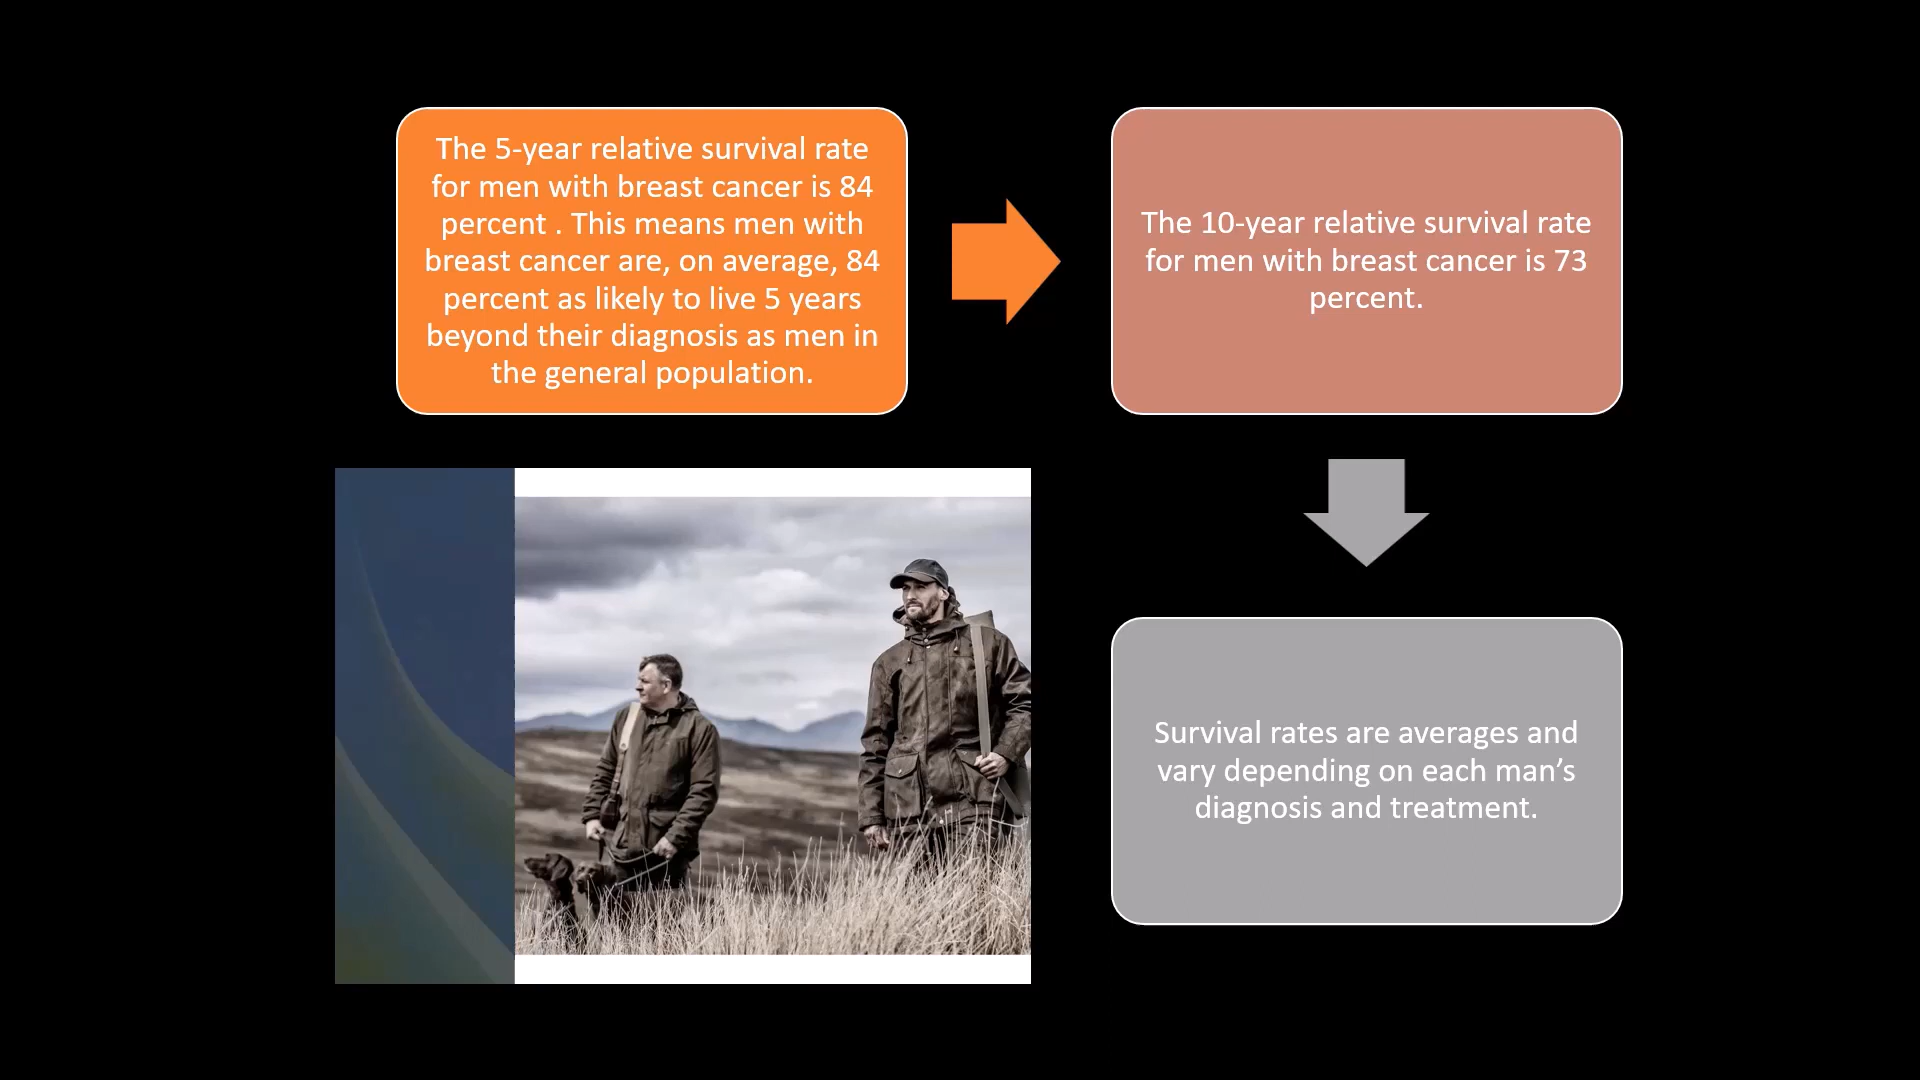 The 5-year relative survival rate
for men with breast cancer is 84
percent . This means men with
breast cancer are, on average, 84
percent as likely to live 5 years
beyond their diagnosis as men in
the general population.
The 10-year relative survival rate
for men with breast cancer is 73
percent.
Survival rates are averages and
vary depending on each man’s
diagnosis and treatment.